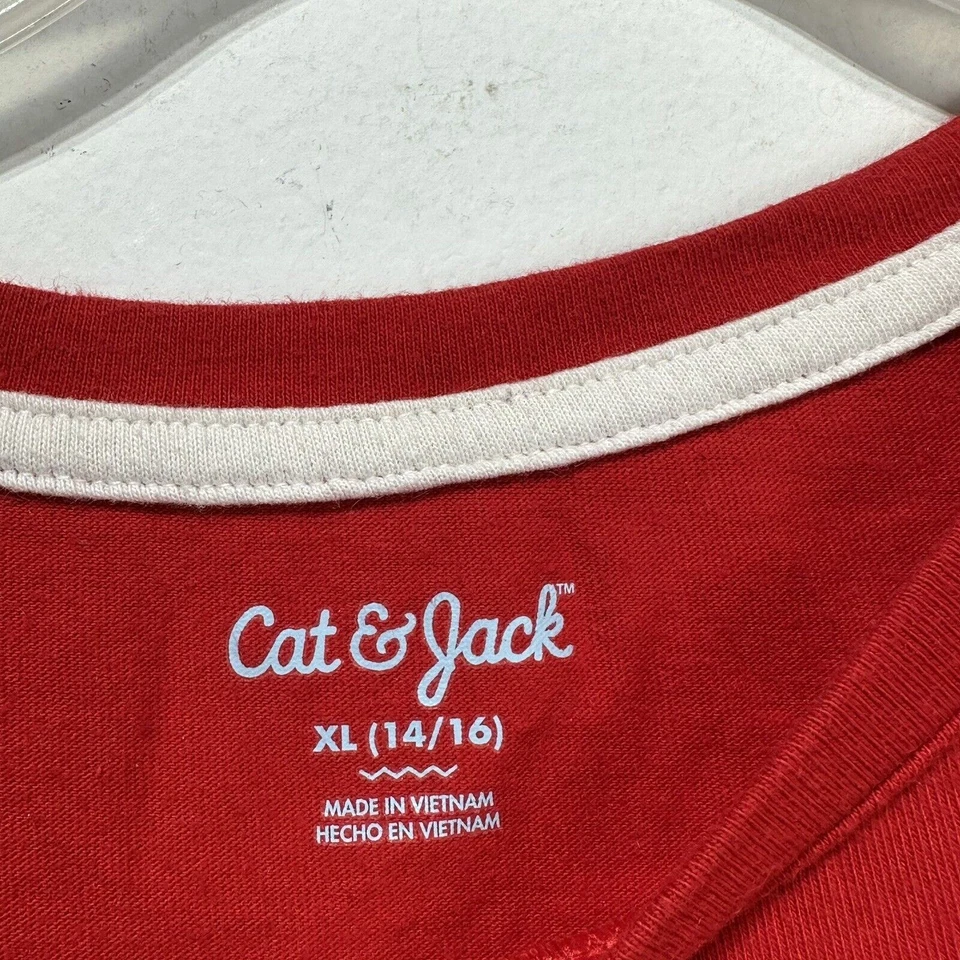 Cat & Jack™
XL (14/16)
MADE IN VIETNAM
HECHO EN VIETNAM